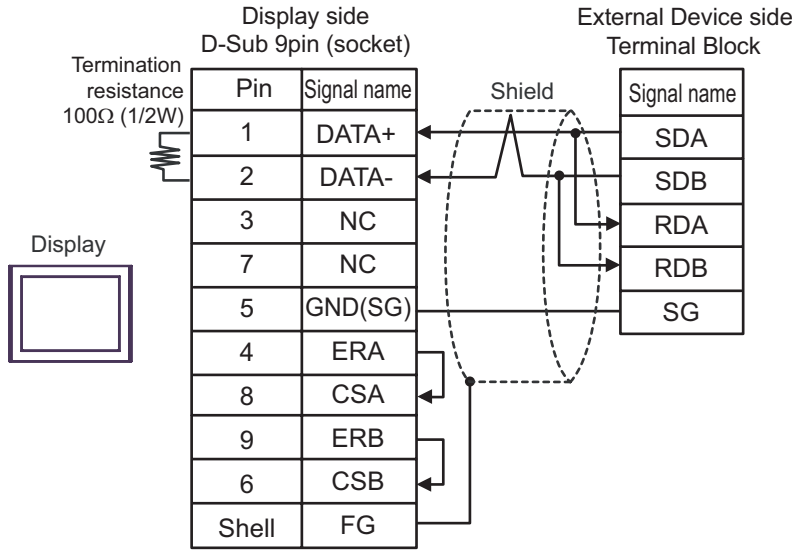 Display side
D-Sub 9pin (socket)
External Device side
Terminal Block
Termination
resistance
100Ω (1/2W)
Pin Signal name
Shield
Signal name
1 DATA+
SDA
2 DATA-
SDB
3 NC
RDA
Display
7 NC
RDB
5 GND(SG)
SG
4 ERA
8 CSA
9 ERB
6 CSB
Shell FG